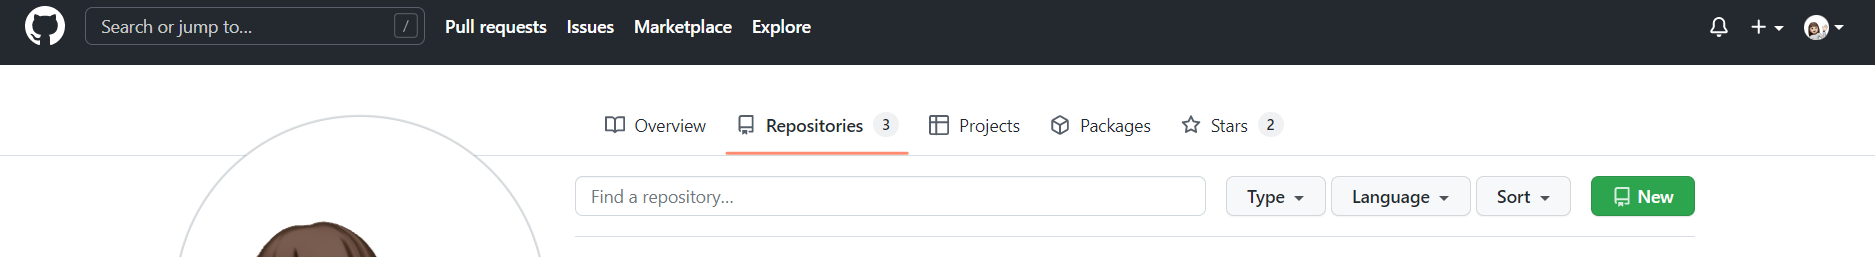 Search or jump to... / Pull requests Issues Marketplace Explore
Overview Repositories 3 Projects Packages Stars 2
Find a repository... Type Language Sort New